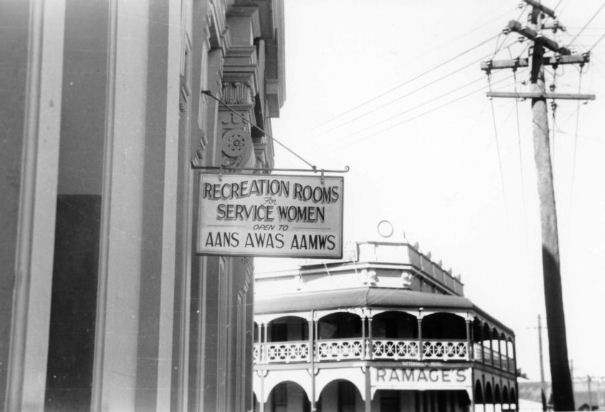 RECREATION ROOMS
For
SERVICE WOMEN
OPEN TO
AANS AWAS AAMWS
RAMAGE'S